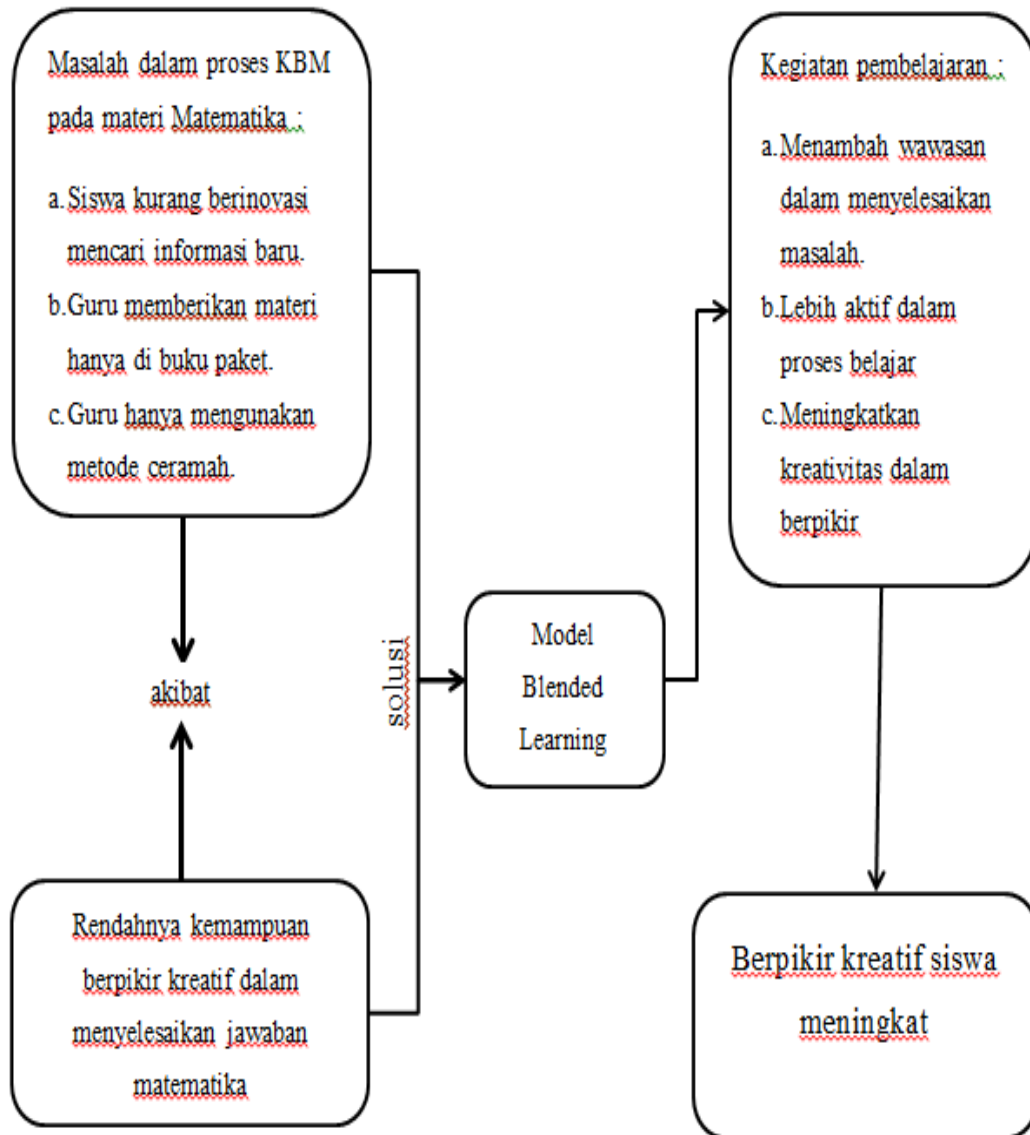 Masalah dalam proses KBM
pada materi Matematika :
a. Siswa kurang berinovasi
mencari informasi baru.
b. Guru memberikan materi
hanya di buku paket.
c. Guru hanya mengunakan
metode ceramah.
akibat
Rendahnya kemampuan
berpikir kreatif dalam
menyelesaikan jawaban
matematika
solusi
Model
Blended
Learning
Kegiatan pembelajaran :
a. Menambah wawasan
dalam menyelesaikan
masalah.
b. Lebih aktif dalam
proses belajar
c. Meningkatkan
kreativitas dalam
berpikir
Berpikir kreatif siswa
meningkat